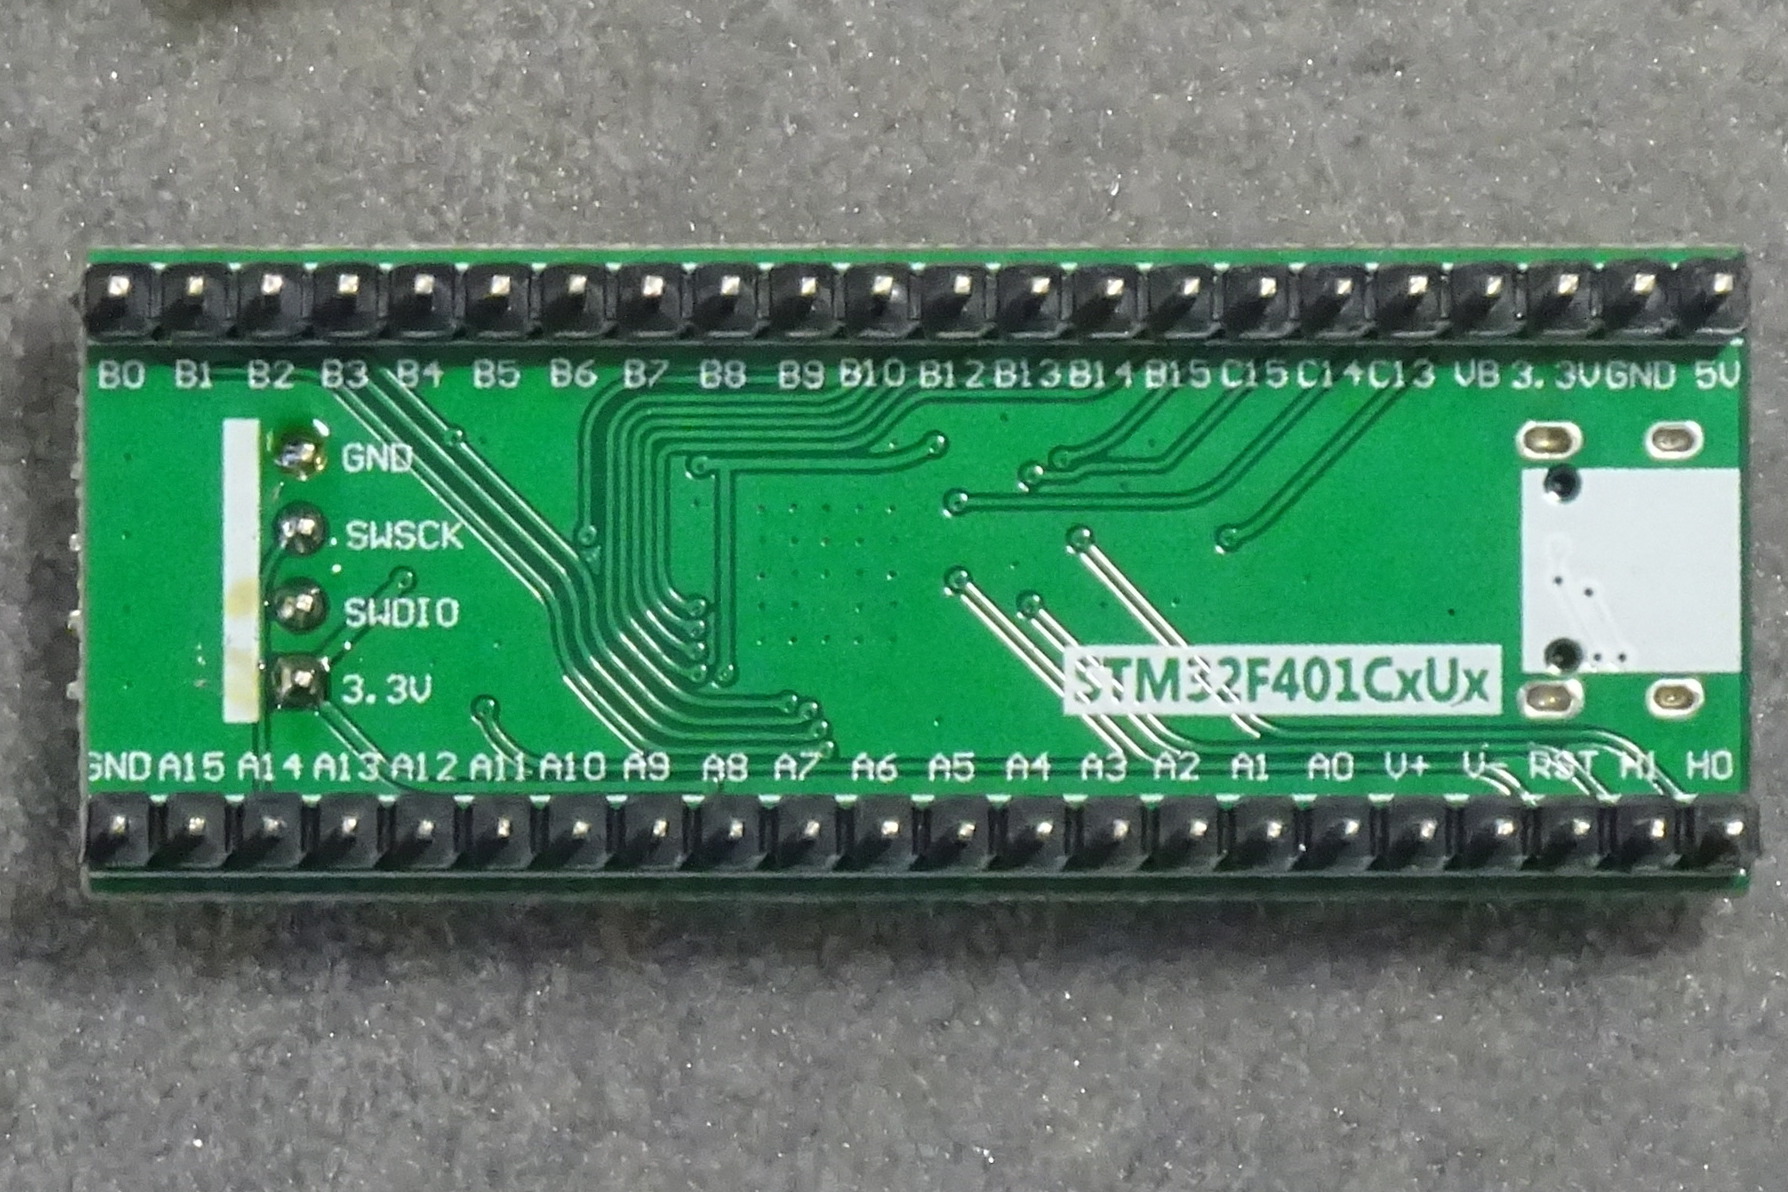 B0 B1 B2 B3 B4 B5 B6 B7 B8 B9 B10 B12 B13 B14 B15 C15 C14 C13 VB 3.3V GND 5V
GND
SWSCK
SWDIO
3.3V
STM32F401CxUx
GND A15 A14 A13 A12 A11 A10 A9 A8 A7 A6 A5 A4 A3 A2 A1 A0 V+ V- RST H1 H0